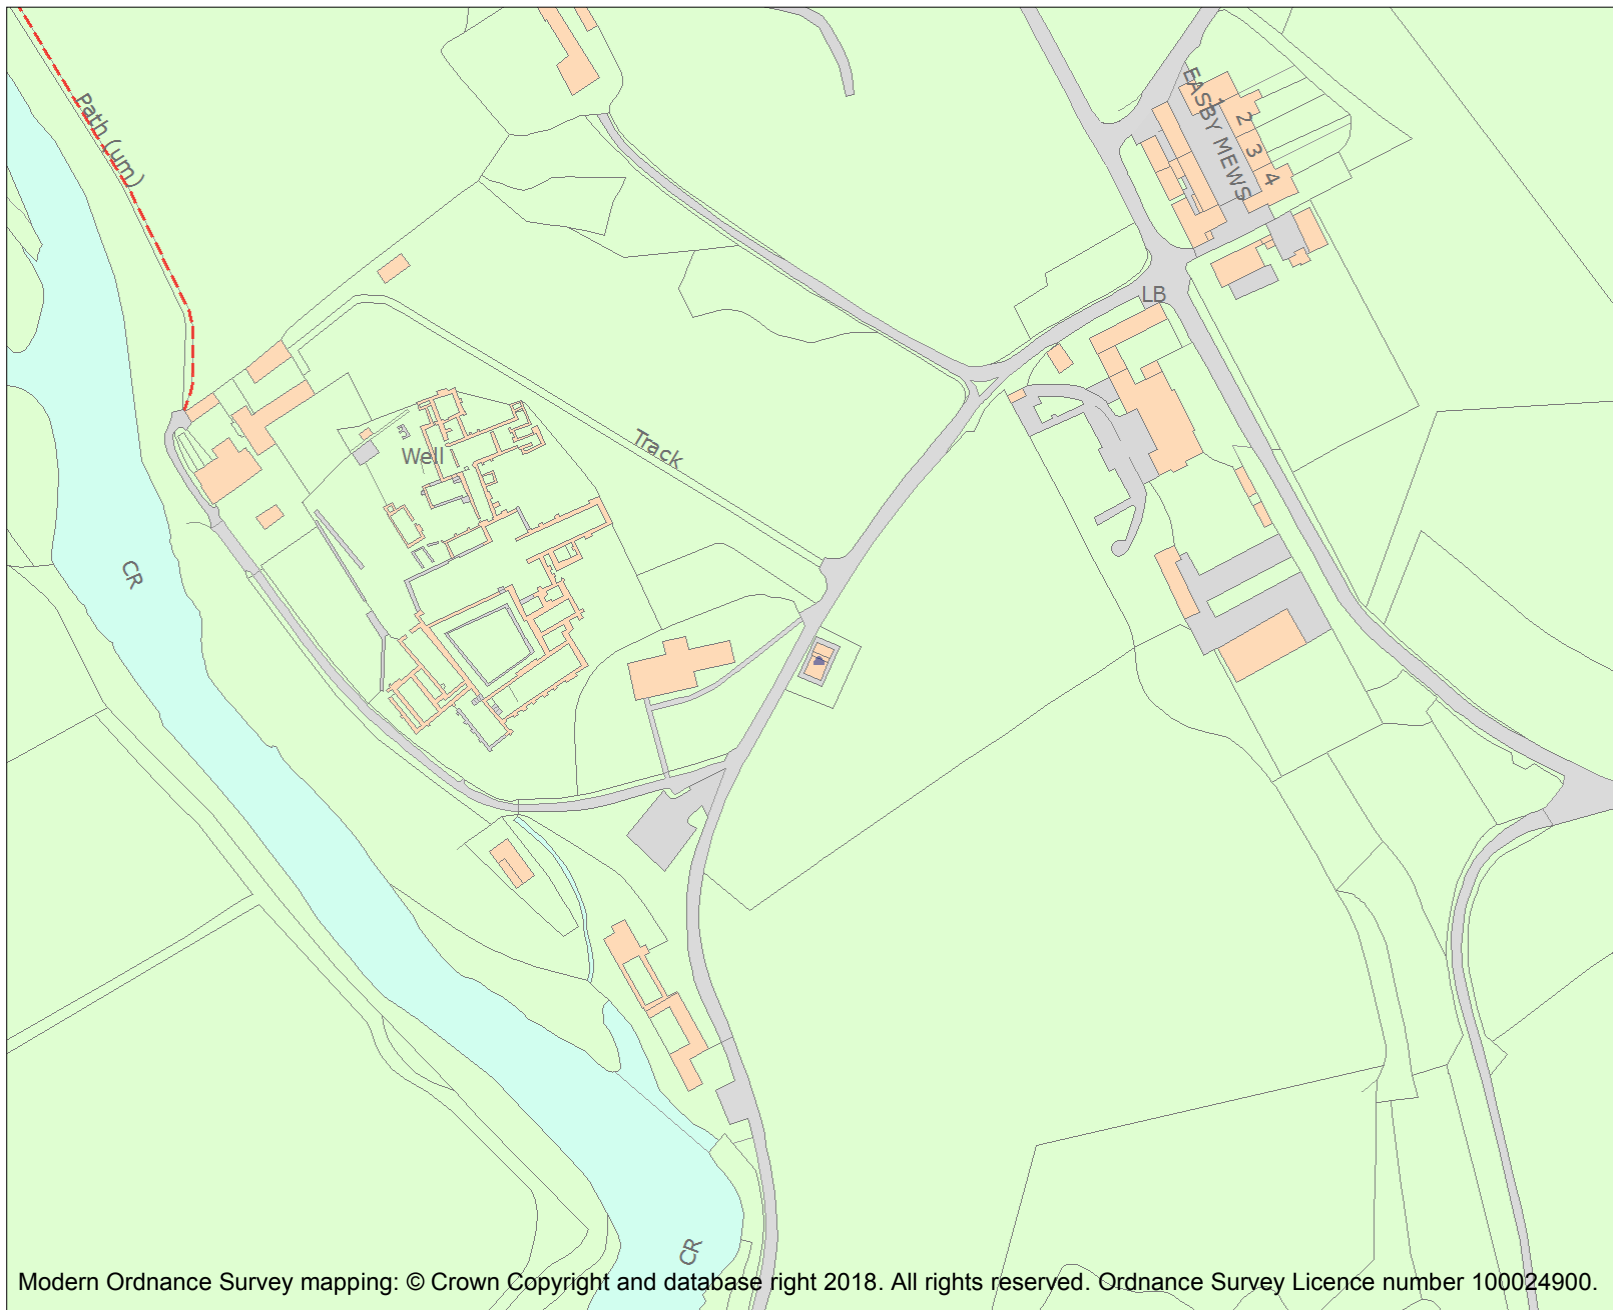 Path (um)
EASBY MEWS
1
2
3
4
LB
Track
Well
CR
CR
Modern Ordnance Survey mapping: © Crown Copyright and database right 2018. All rights reserved. Ordnance Survey Licence number 100024900.